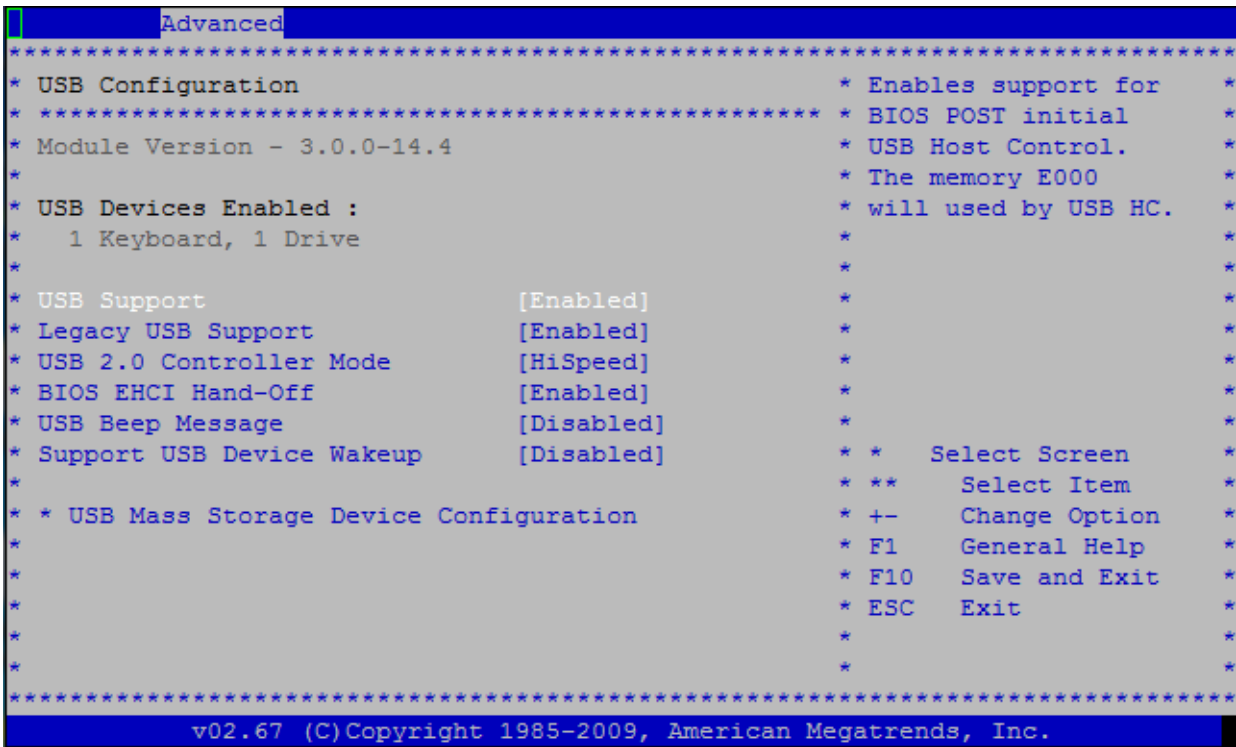 Advanced
********************************************************************************
* USB Configuration * Enables support for *
* *************************************************** * BIOS POST initial *
* Module Version - 3.0.0-14.4 * USB Host Control. *
* * The memory E000 *
* USB Devices Enabled : * will used by USB HC. *
* 1 Keyboard, 1 Drive * *
* * *
* USB Support [Enabled] * *
* Legacy USB Support [Enabled] * *
* USB 2.0 Controller Mode [HiSpeed] * *
* BIOS EHCI Hand-Off [Enabled] * *
* USB Beep Message [Disabled] * *
* Support USB Device Wakeup [Disabled] * * Select Screen *
* * ** Select Item *
* * USB Mass Storage Device Configuration * +- Change Option *
* * F1 General Help *
* * F10 Save and Exit *
* * ESC Exit *
* * *
* * *
********************************************************************************
v02.67 (C)Copyright 1985-2009, American Megatrends, Inc.